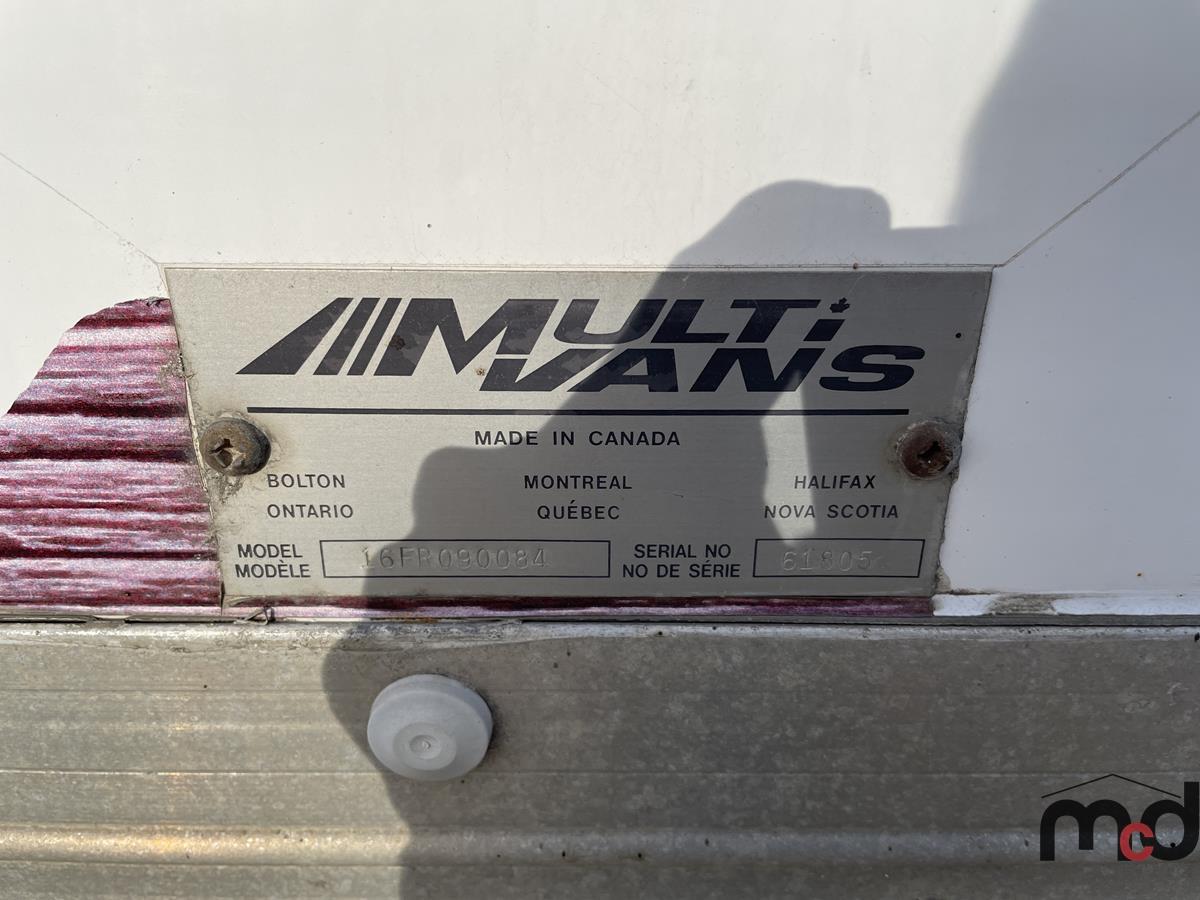 MULTI
VANS
MADE IN CANADA
BOLTON MONTREAL HALIFAX
ONTARIO QUÉBEC NOVA SCOTIA
MODEL 16FR090084 SERIAL NO 61805
MODÈLE NO DE SÉRIE
mcd